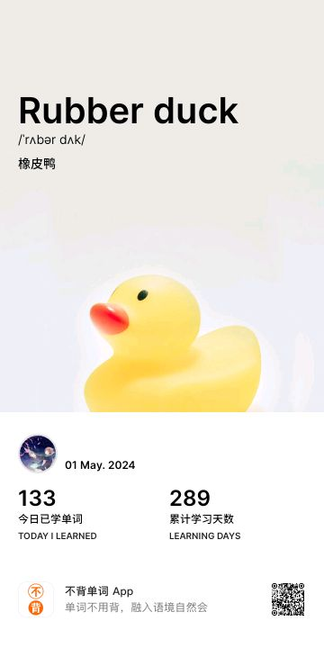 Rubber duck
/ˈrʌbər dʌk/
橡皮鸭
01 May. 2024
133
今日已学单词
TODAY I LEARNED
289
累计学习天数
LEARNING DAYS
不背
不背单词 App
单词不用背，融入语境自然会